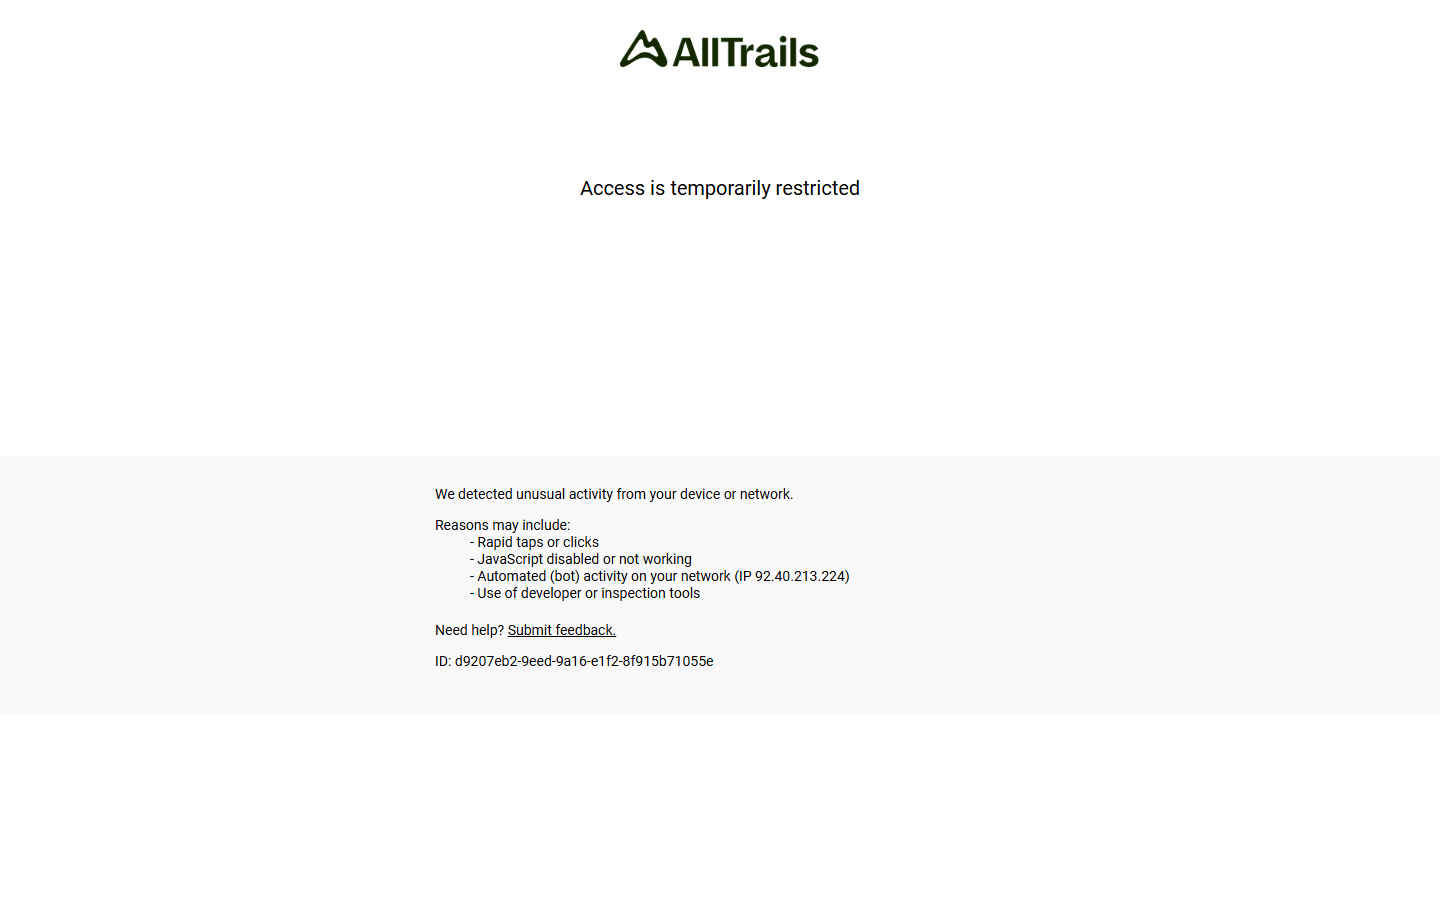 AllTrails
Access is temporarily restricted
We detected unusual activity from your device or network.
Reasons may include:
- Rapid taps or clicks
- JavaScript disabled or not working
- Automated (bot) activity on your network (IP 92.40.213.224)
- Use of developer or inspection tools
Need help? Submit feedback.
ID: d9207eb2-9eed-9a16-e1f2-8f915b71055e